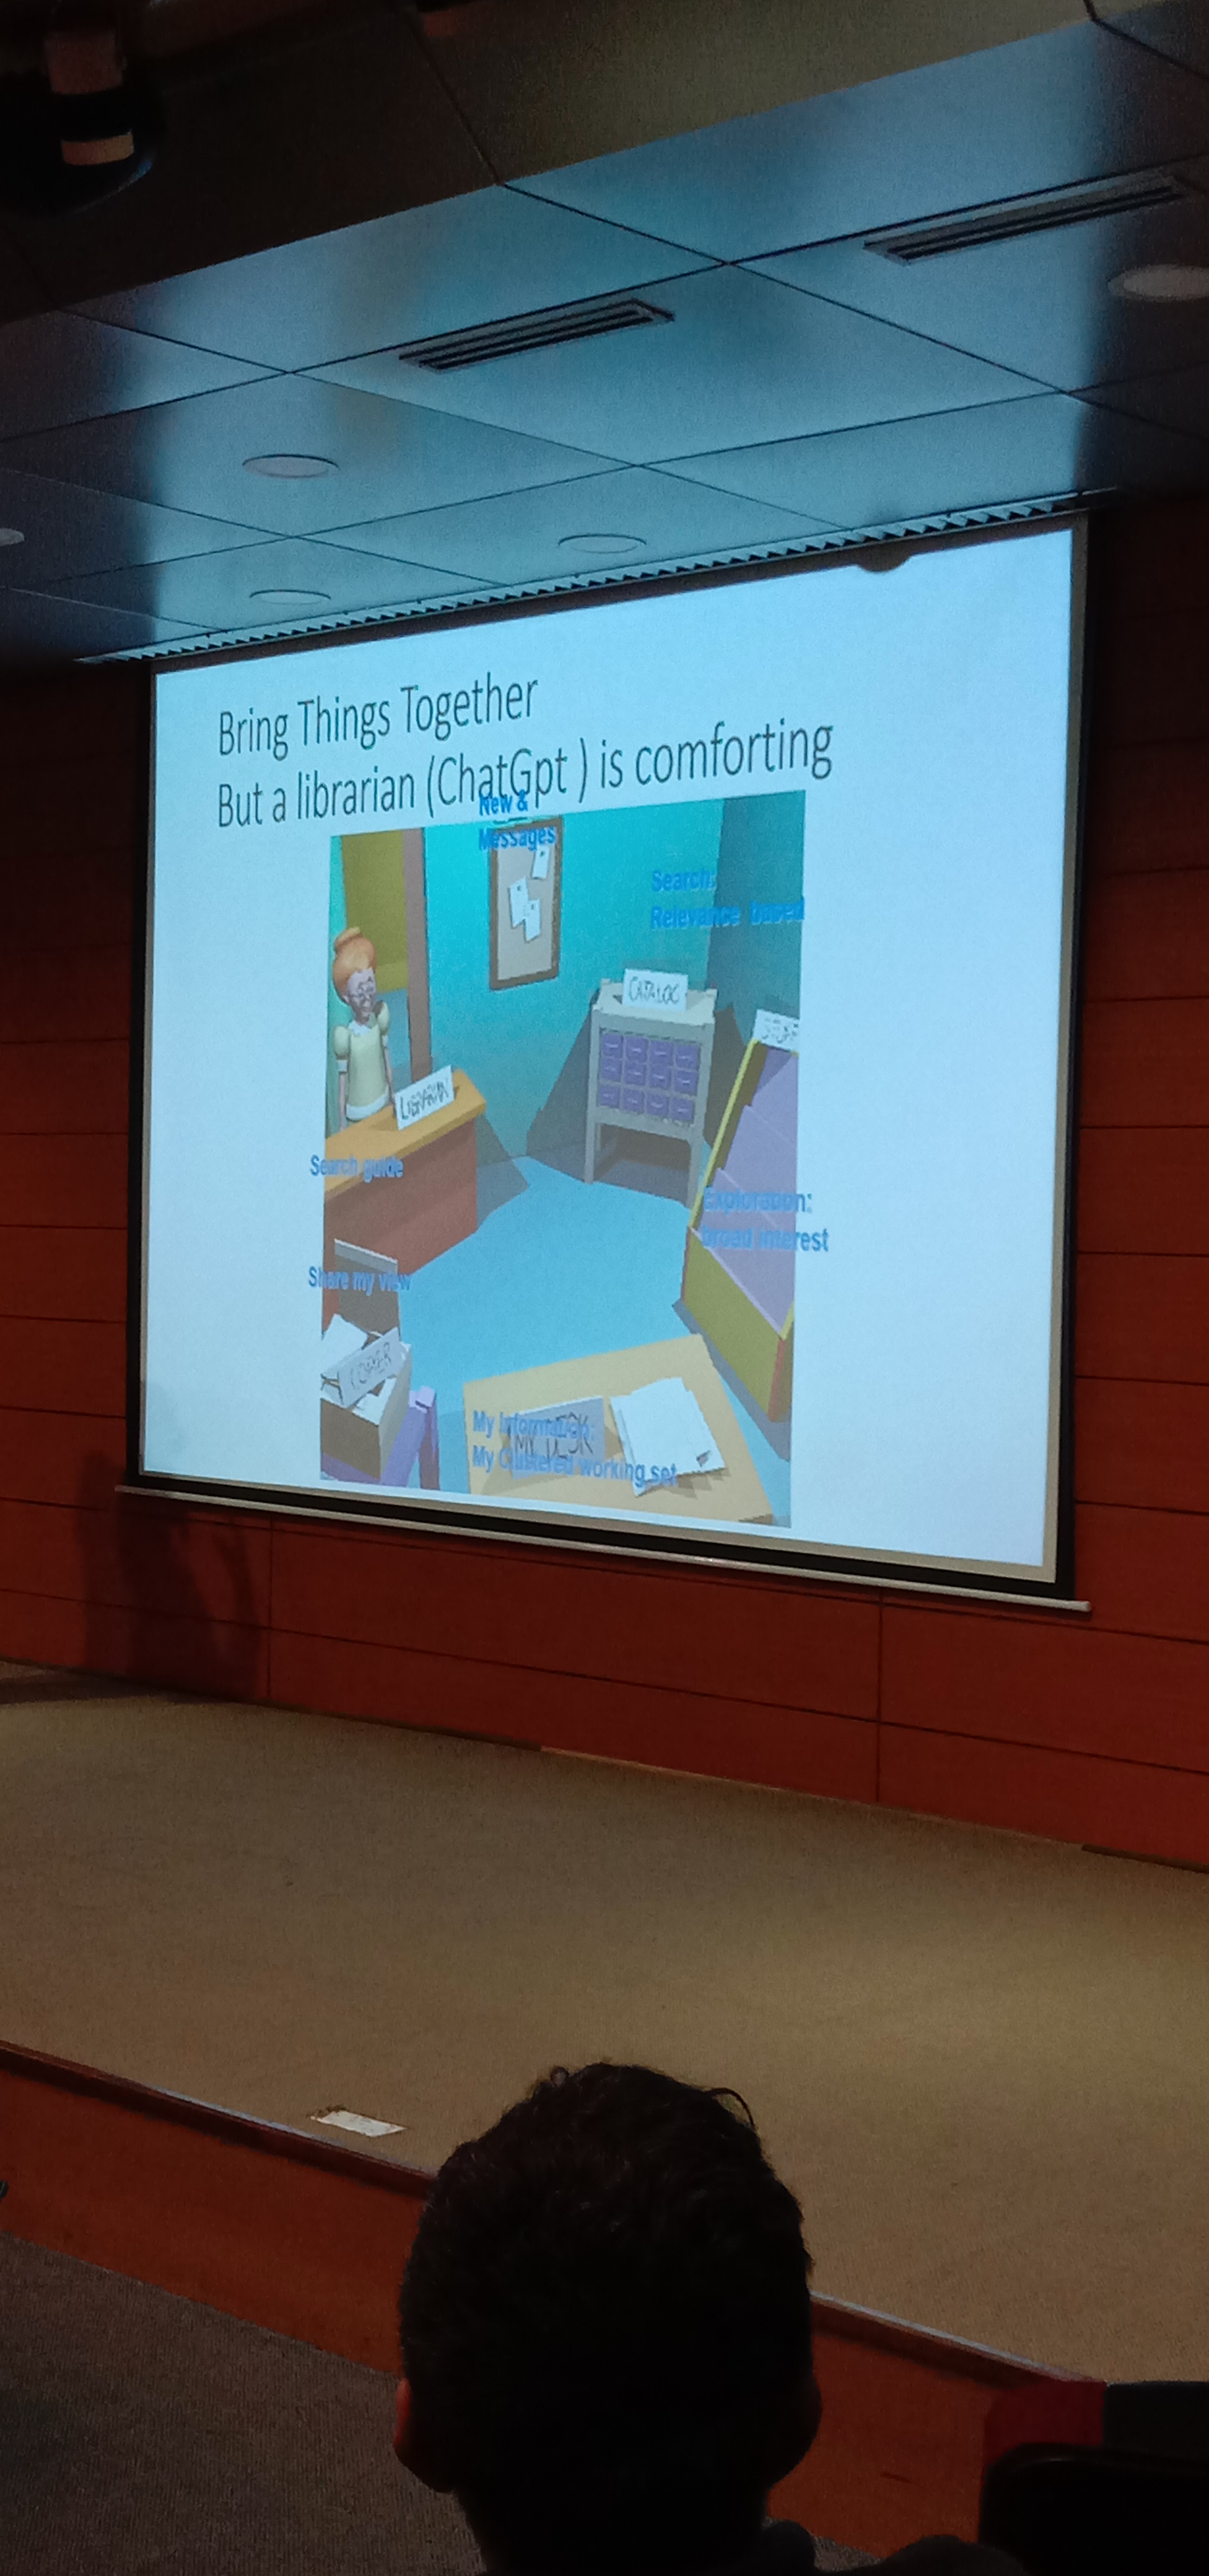 Bring Things Together
But a librarian (ChatGpt ) is comforting
New &
Messages
Search:
Relevance based
CATALOG
LIBRARIAN
Search guide
Exploration:
broad interest
Share my view
COPIER
My Information:
MY DESK
My Clustered working set